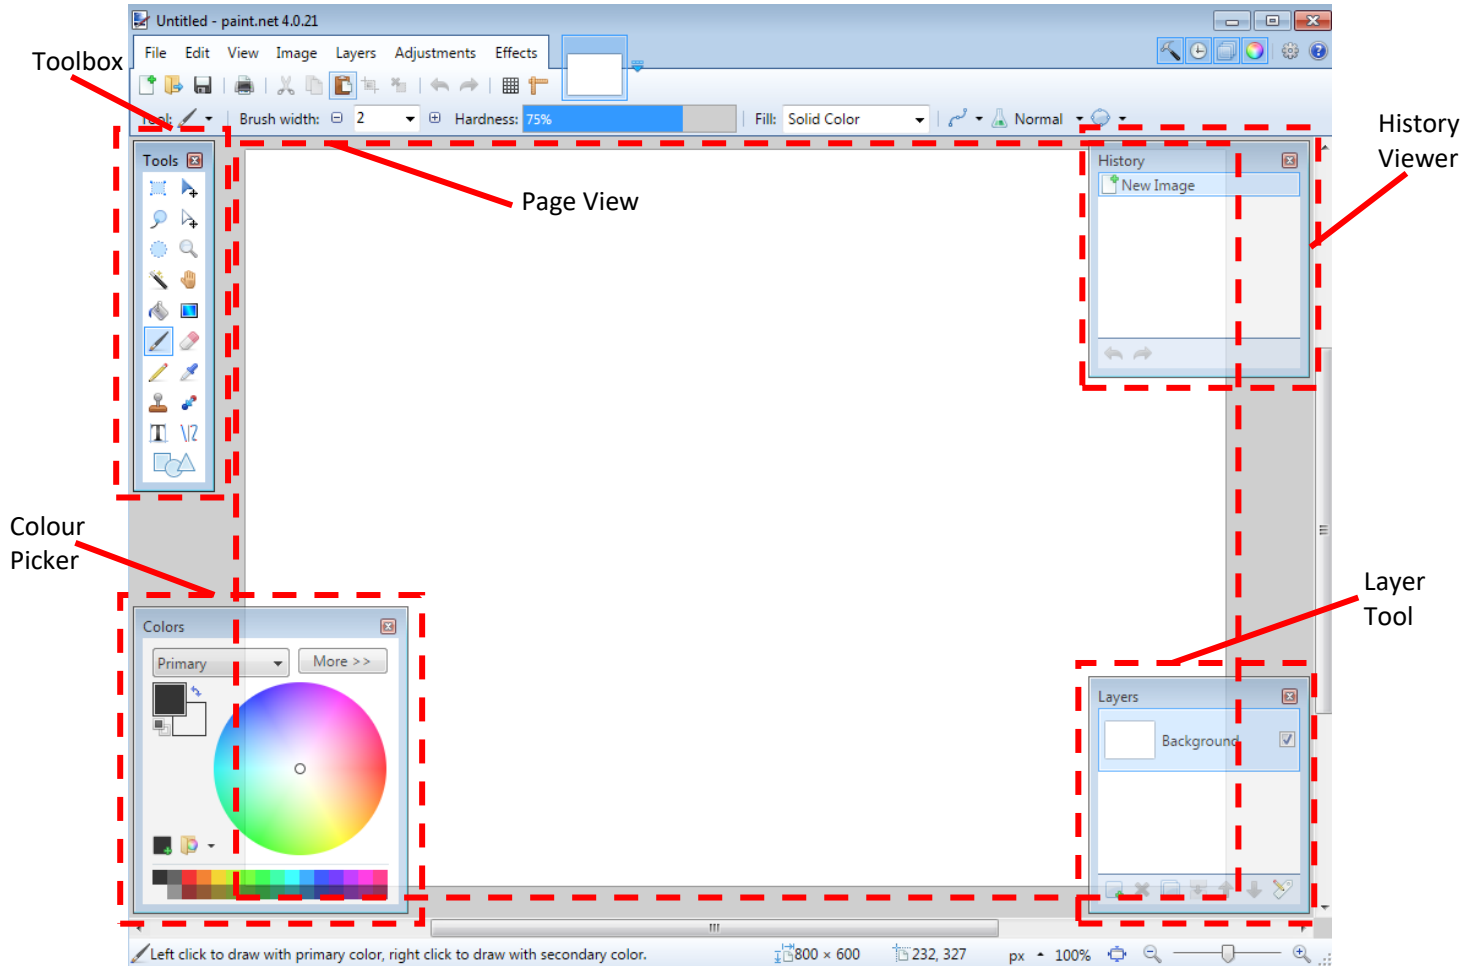 Untitled - paint.net 4.0.21
File Edit View Image Layers Adjustments Effects
Toolbox
Tool:
Brush width: 2
Hardness: 75%
Fill: Solid Color
Normal
History
Viewer
Tools
History
New Image
Page View
Colour
Picker
Layer
Tool
Colors
Primary
More >>
Layers
Background
Left click to draw with primary color, right click to draw with secondary color.
800 × 600
232, 327
px
100%